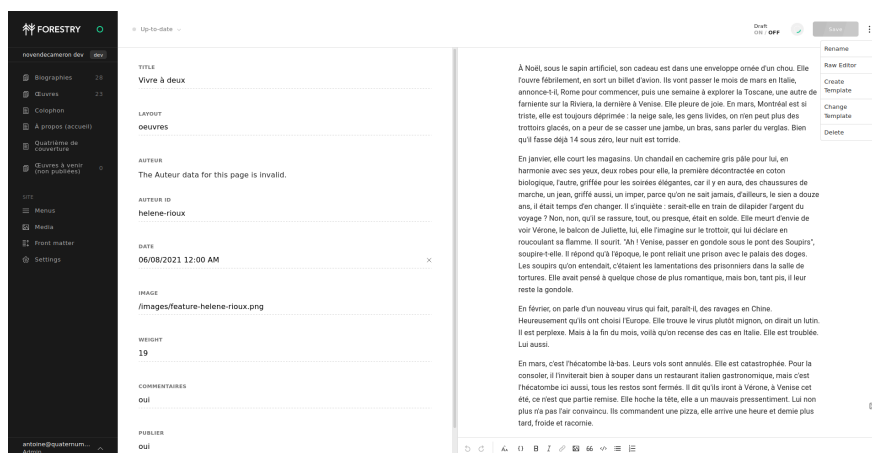 FORESTRY
novendecameron dev dev
Biographies 28
Œuvres 23
Colophon
À propos (accueil)
Quatrième de
couverture
Œuvres à venir
(non publiées) 0
SITE
Menus
Media
Front matter
Settings
antoine@quaternum...
Admin
Up-to-date
Draft
ON / OFF
Save
Rename
Raw Editor
Create
Template
Change
Template
Delete
TITLE
Vivre à deux
LAYOUT
oeuvres
AUTEUR
The Auteur data for this page is invalid.
AUTEUR ID
helene-rioux
DATE
06/08/2021 12:00 AM
IMAGE
/images/feature-helene-rioux.png
WEIGHT
19
COMMENTAIRES
oui
PUBLIER
oui
À Noël, sous le sapin artificiel, son cadeau est dans une enveloppe ornée d'un chou. Elle
l'ouvre fébrilement, en sort un billet d'avion. Ils vont passer le mois de mars en Italie,
annonce-t-il, Rome pour commencer, puis une semaine à explorer la Toscane, une autre de
farniente sur la Riviera, la dernière à Venise. Elle pleure de joie. En mars, Montréal est si
triste, elle est toujours déprimée : la neige sale, les gens livides, on n'en peut plus des
trottoirs glacés, on a peur de se casser une jambe, un bras, sans parler du verglas. Bien
qu'il fasse déjà 14 sous zéro, leur nuit est torride.
En janvier, elle court les magasins. Un chandail en cachemire gris pâle pour lui, en
harmonie avec ses yeux, deux robes pour elle, la première décontractée en coton
biologique, l'autre, griffée pour les soirées élégantes, car il y en aura, des chaussures de
marche, un jean, griffé aussi, un imper, parce qu'on ne sait jamais, d'ailleurs, le sien a douze
ans, il était temps d'en changer. Il s'inquiète : serait-elle en train de dilapider l'argent du
voyage ? Non, non, qu'il se rassure, tout, ou presque, était en solde. Elle meurt d'envie de
voir Vérone, le balcon de Juliette, lui, elle l'imagine sur le trottoir, qui lui déclare en
roucoulant sa flamme. Il sourit. "Ah ! Venise, passer en gondole sous le pont des Soupirs",
soupire-t-elle. Il répond qu'à l'époque, le pont reliait une prison avec le palais des doges.
Les soupirs qu'on entendait, c'étaient les lamentations des prisonniers dans la salle de
tortures. Elle avait pensé à quelque chose de plus romantique, mais bon, tant pis, il leur
reste la gondole.
En février, on parle d'un nouveau virus qui fait, paraît-il, des ravages en Chine.
Heureusement qu'ils ont choisi l'Europe. Elle trouve le virus plutôt mignon, on dirait un lutin.
Il est perplexe. Mais à la fin du mois, voilà qu'on recense des cas en Italie. Elle est troublée.
Lui aussi.
En mars, c'est l'hécatombe là-bas. Leurs vols sont annulés. Elle est catastrophée. Pour la
consoler, il l'inviterait bien à souper dans un restaurant italien gastronomique, mais c'est
l'hécatombe ici aussi, tous les restos sont fermés. Il dit qu'ils iront à Vérone, à Venise cet
été, ce n'est que partie remise. Elle hoche la tête, elle a un mauvais pressentiment. Lui non
plus n'a pas l'air convaincu. Ils commandent une pizza, elle arrive une heure et demie plus
tard, froide et racornie.